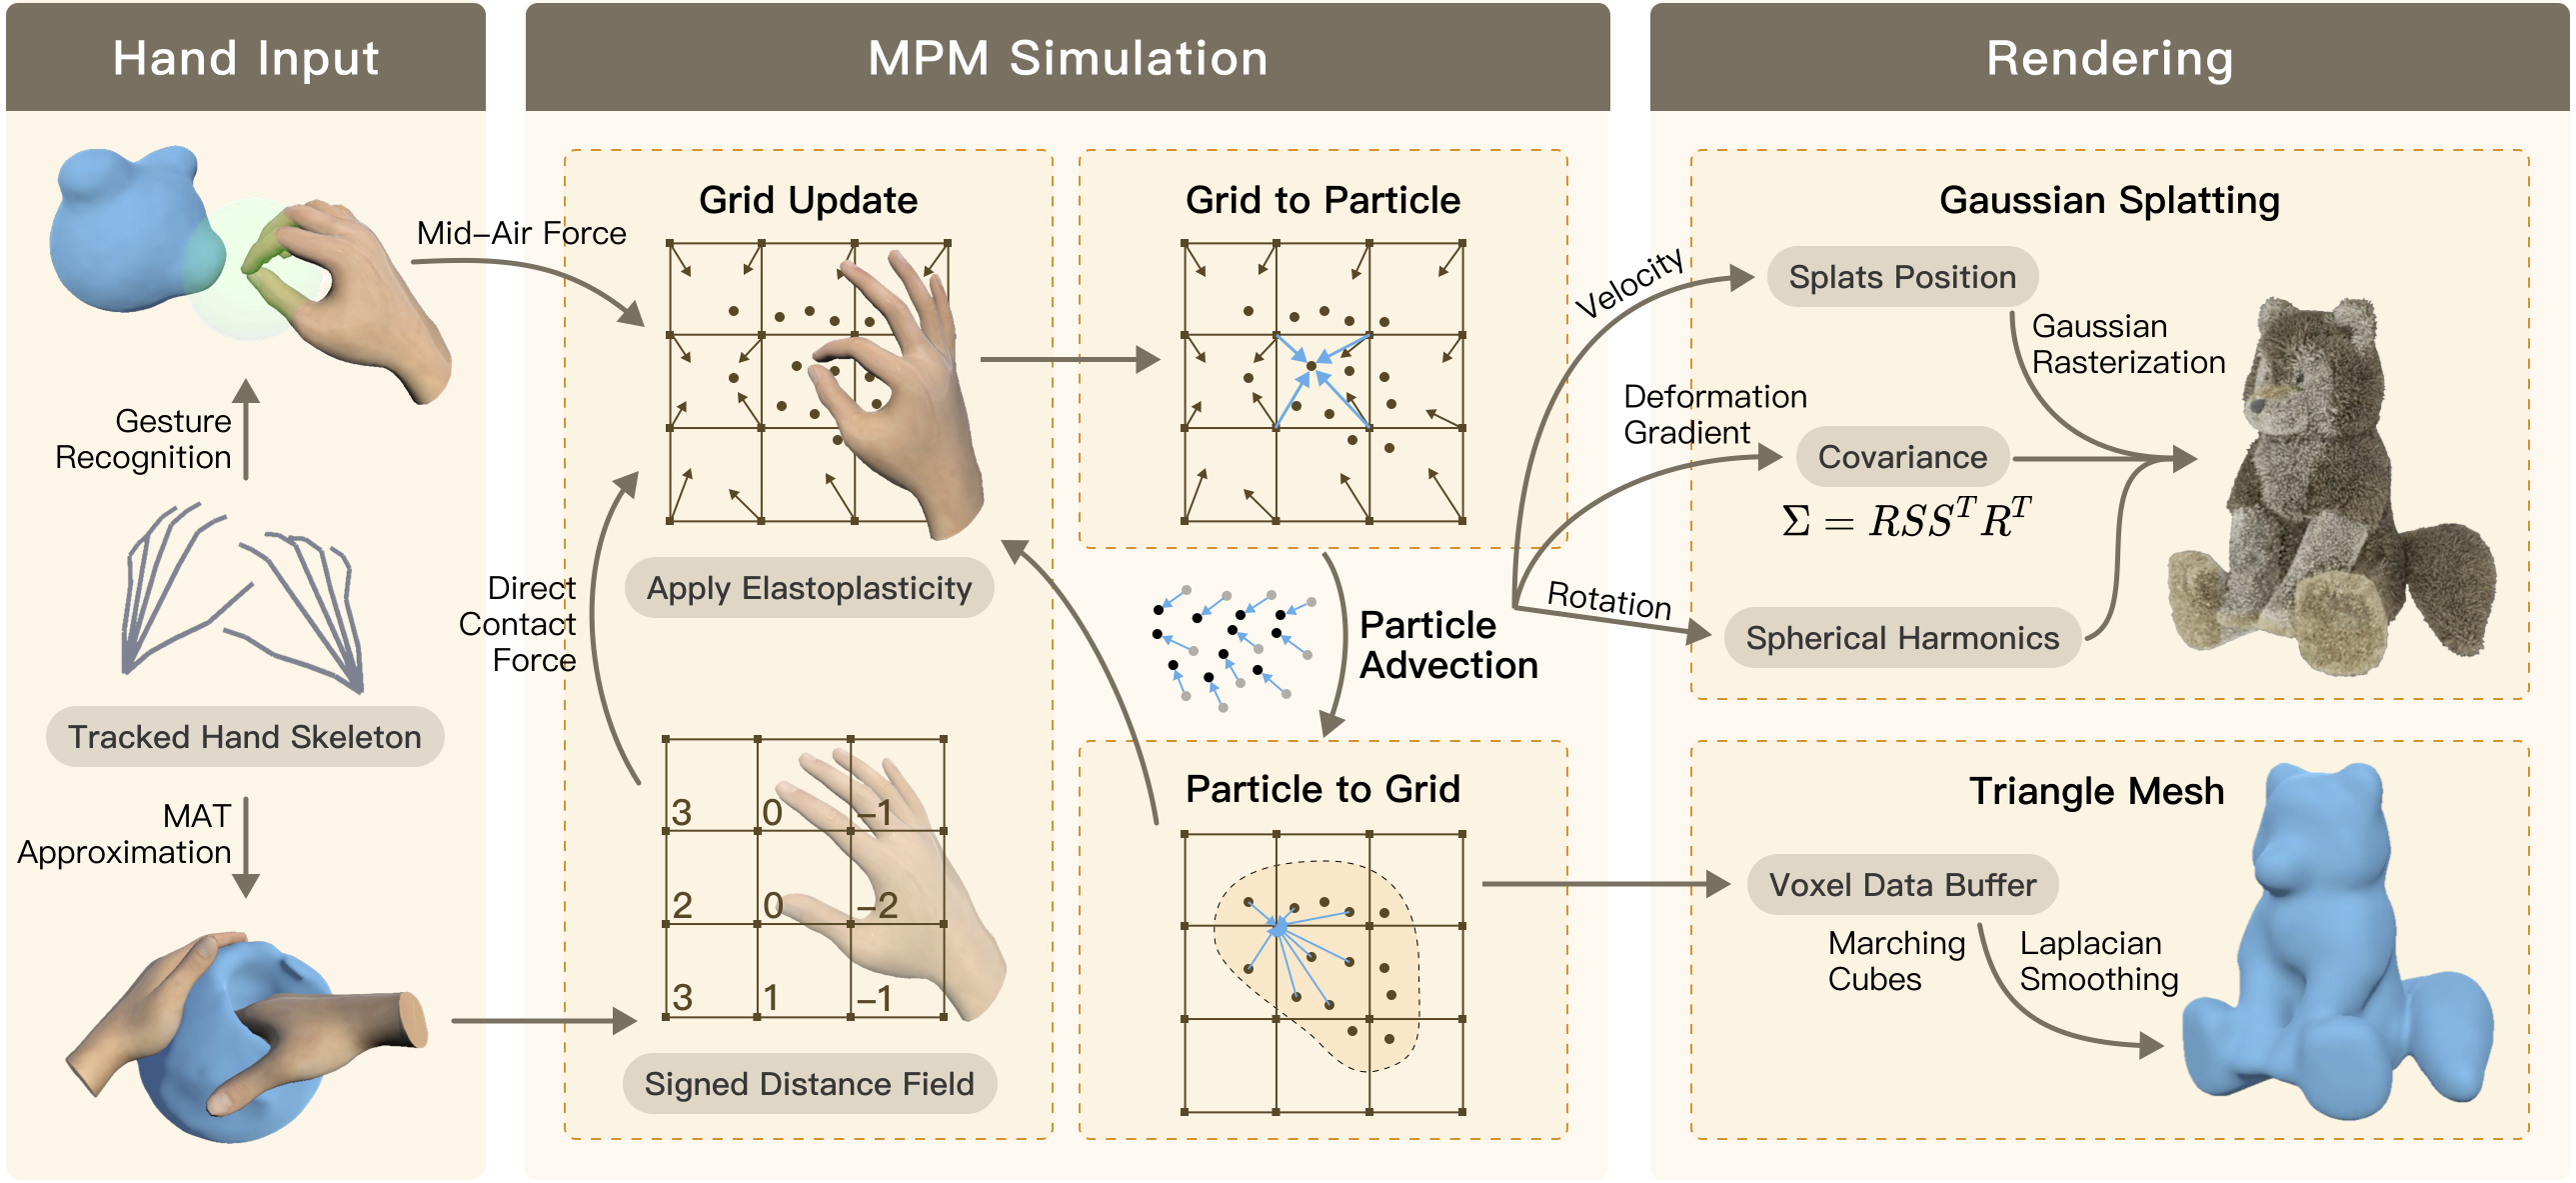 Hand Input
Mid-Air Force
Gesture
Recognition
Tracked Hand Skeleton
MAT
Approximation
MPM Simulation
Grid Update
Apply Elastoplasticity
Direct
Contact
Force
3 0 -1
2 0 -2
3 1 -1
Signed Distance Field
Grid to Particle
Particle
Advection
Particle to Grid
Rendering
Gaussian Splatting
Velocity
Splats Position
Gaussian
Rasterization
Deformation
Gradient
Covariance
Σ = RSSᵀRᵀ
Rotation
Spherical Harmonics
Triangle Mesh
Voxel Data Buffer
Marching
Cubes
Laplacian
Smoothing